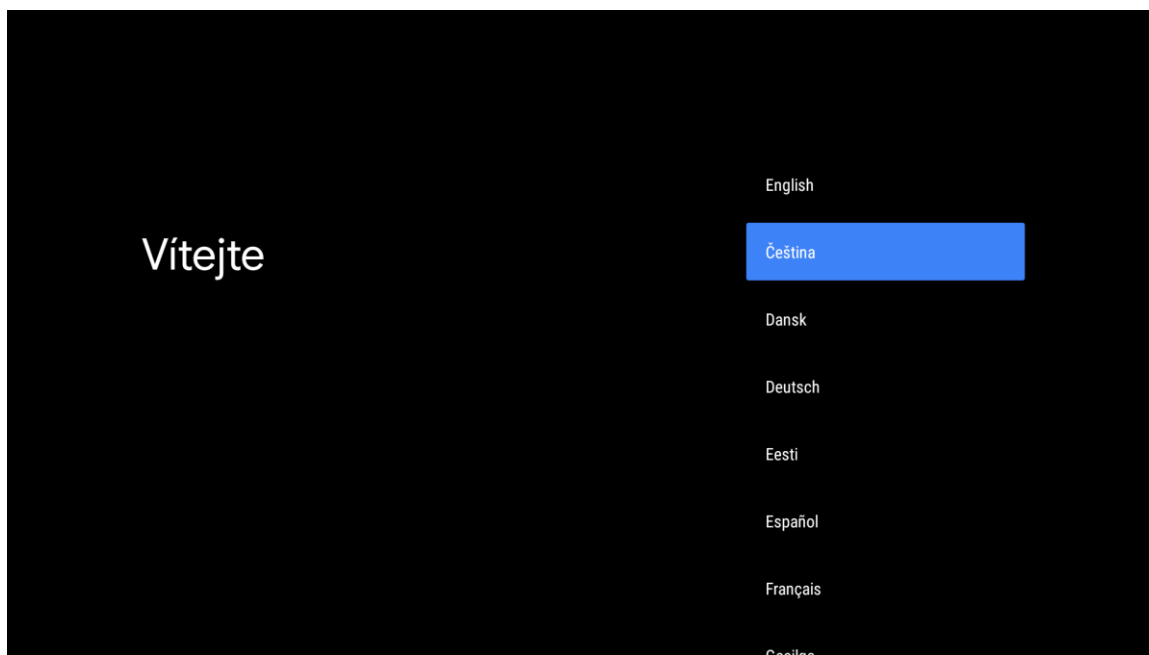 Vítejte
English
Čeština
Dansk
Deutsch
Eesti
Español
Français